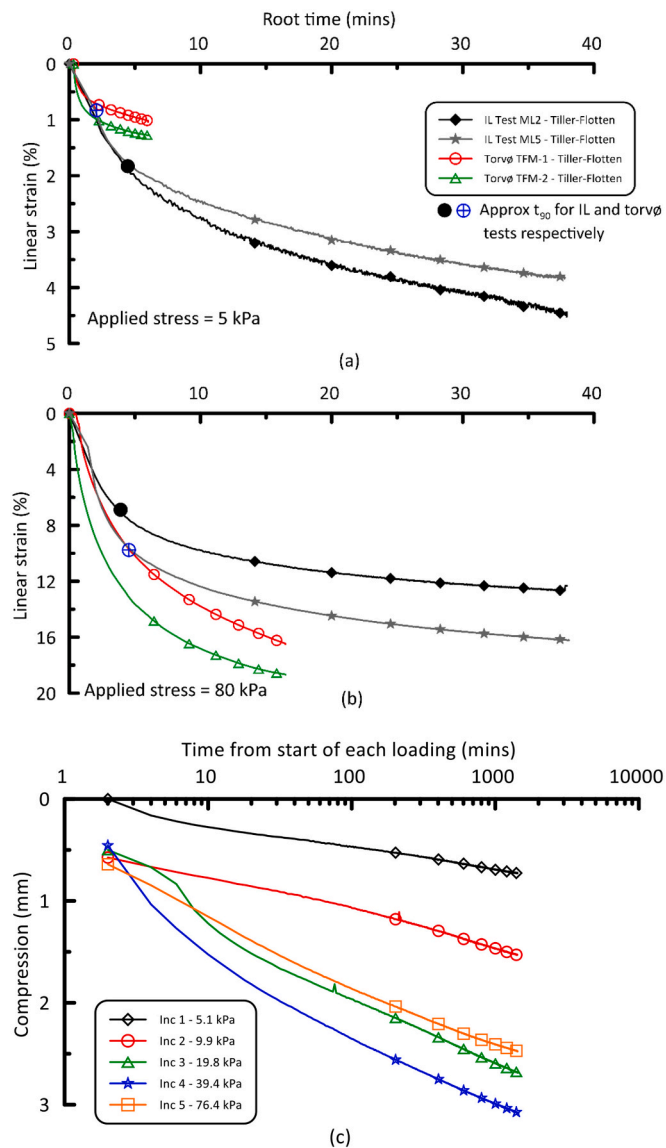 Root time (mins)
0 10 20 30 40
0
1
2
3
4
5
Linear strain (%)
IL Test ML2 - Tiller-Flotten
IL Test ML5 - Tiller-Flotten
Torvø TFM-1 - Tiller-Flotten
Torvø TFM-2 - Tiller-Flotten
Approx t90 for IL and torvø
tests respectively
Applied stress = 5 kPa
(a)
0 10 20 30 40
0
4
8
12
16
20
Linear strain (%)
Applied stress = 80 kPa
(b)
Time from start of each loading (mins)
1 10 100 1000 10000
0
1
2
3
Compression (mm)
Inc 1 - 5.1 kPa
Inc 2 - 9.9 kPa
Inc 3 - 19.8 kPa
Inc 4 - 39.4 kPa
Inc 5 - 76.4 kPa
(c)